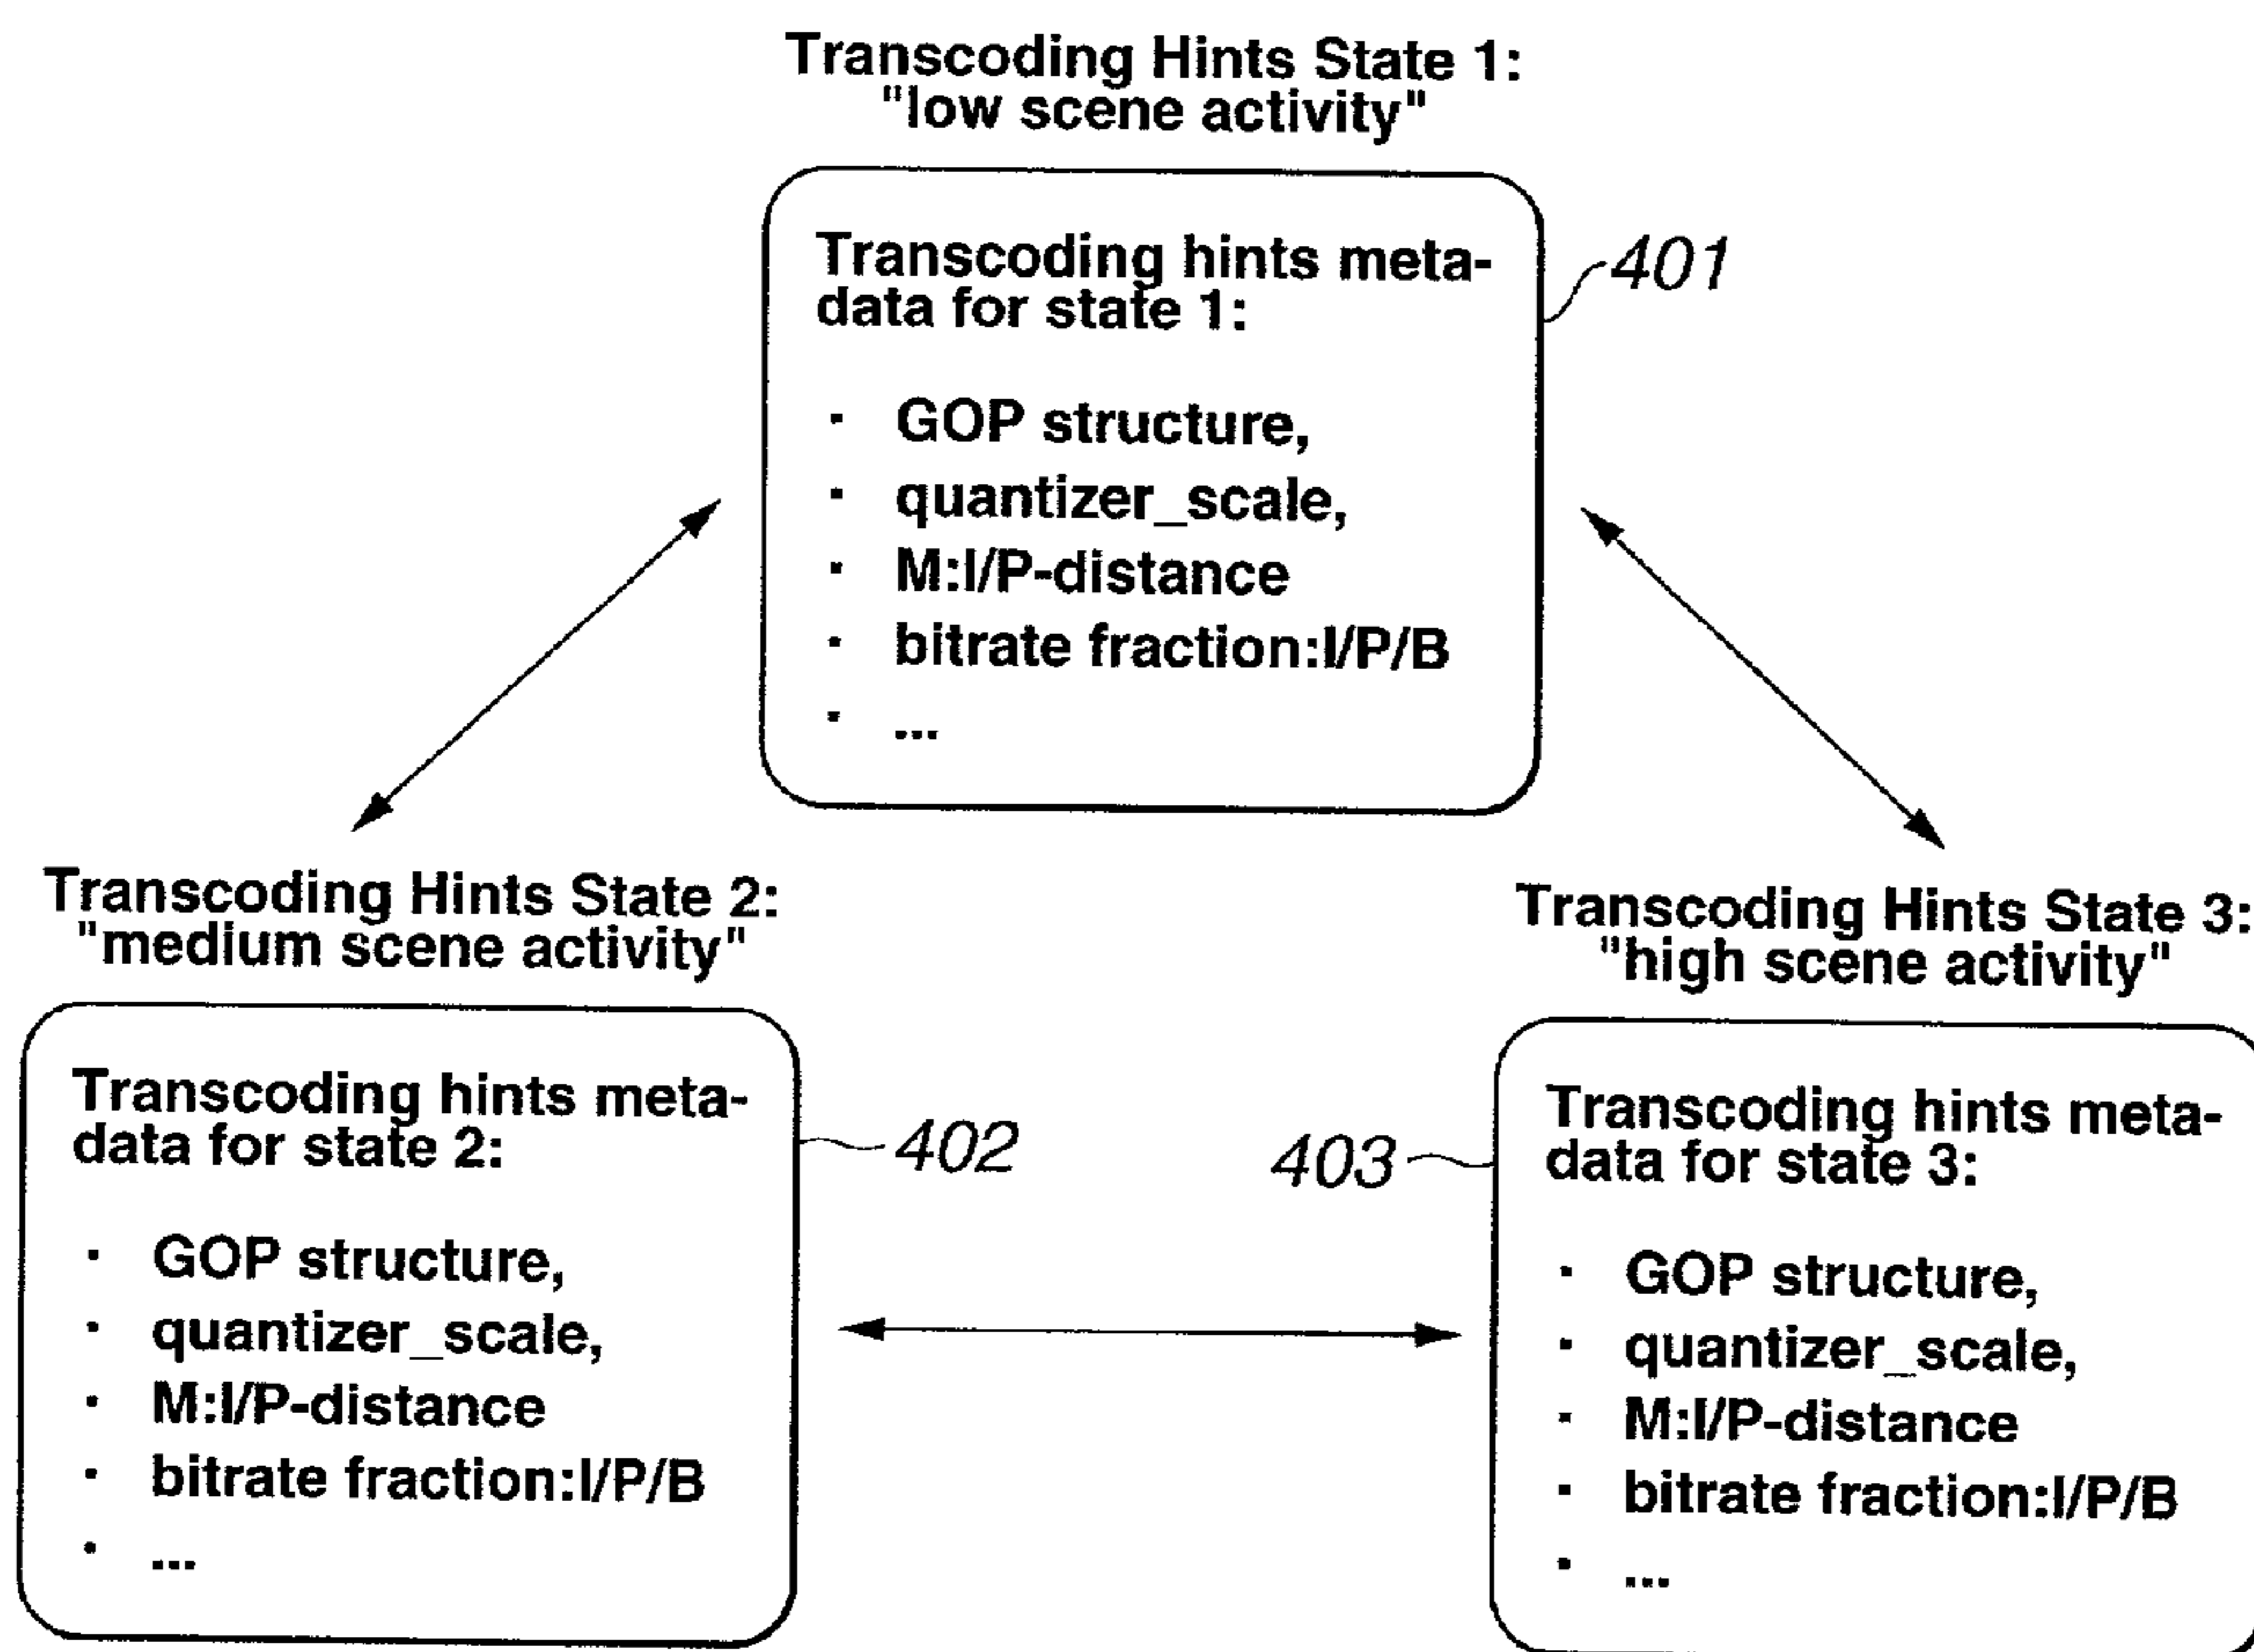 Transcoding Hints State 1:
"low scene activity"
Transcoding hints meta-
data for state 1:
· GOP structure,
· quantizer_scale,
· M:I/P-distance
· bitrate fraction:I/P/B
· ...
401
Transcoding Hints State 2:
"medium scene activity"
Transcoding hints meta-
data for state 2:
· GOP structure,
· quantizer_scale,
· M:I/P-distance
· bitrate fraction:I/P/B
· ...
402
Transcoding Hints State 3:
"high scene activity"
403
Transcoding hints meta-
data for state 3:
· GOP structure,
· quantizer_scale,
· M:I/P-distance
· bitrate fraction:I/P/B
· ...